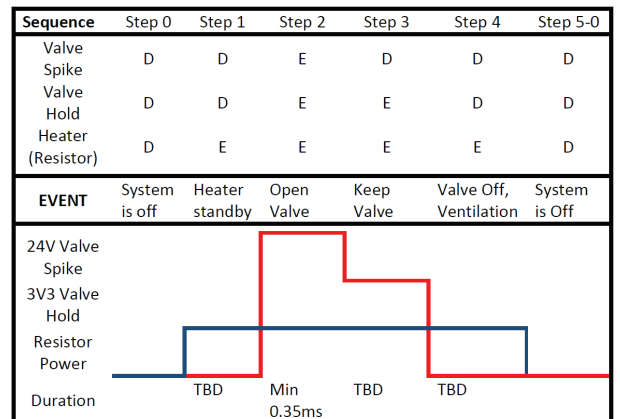 Sequence Step 0 Step 1 Step 2 Step 3 Step 4 Step 5-0
Valve
Spike D D E D D D
Valve
Hold D D E E D D
Heater
(Resistor) D E E E E D
EVENT System is off Heater standby Open Valve Keep Valve Valve Off, Ventilation System is Off
24V Valve
Spike
3V3 Valve
Hold
Resistor
Power
Duration TBD Min 0.35ms TBD TBD